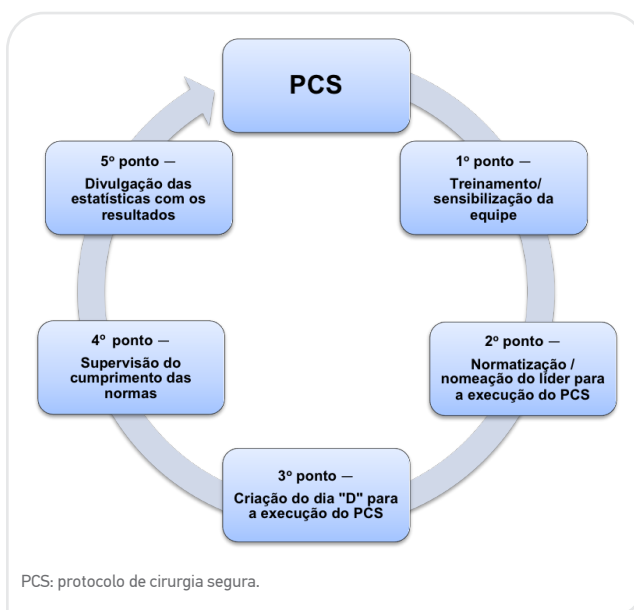 PCS
1º ponto —
Treinamento/
sensibilização da
equipe
2º ponto —
Normatização /
nomeação do líder para
a execução do PCS
3º ponto —
Criação do dia "D" para
a execução do PCS
4º ponto —
Supervisão do
cumprimento das
normas
5º ponto —
Divulgação das
estatísticas com os
resultados
PCS: protocolo de cirurgia segura.